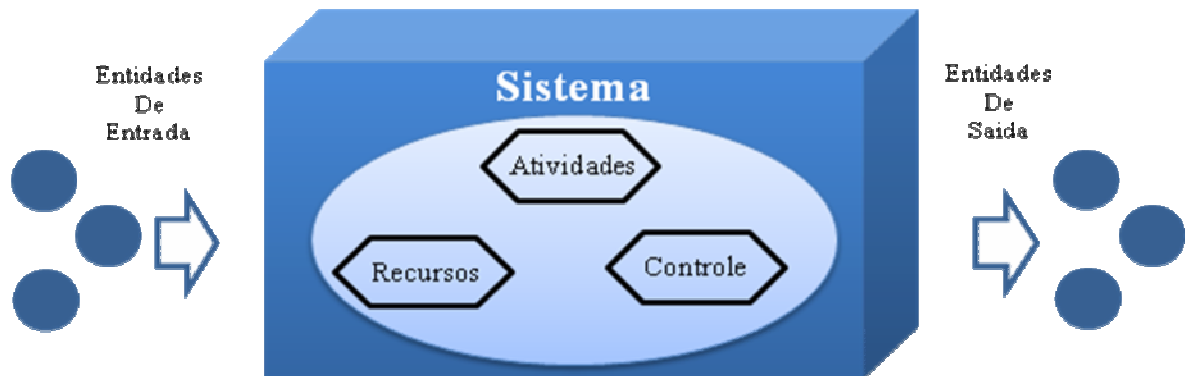 Entidades
De
Entrada
Sistema
Atividades
Recursos
Controle
Entidades
De
Saida